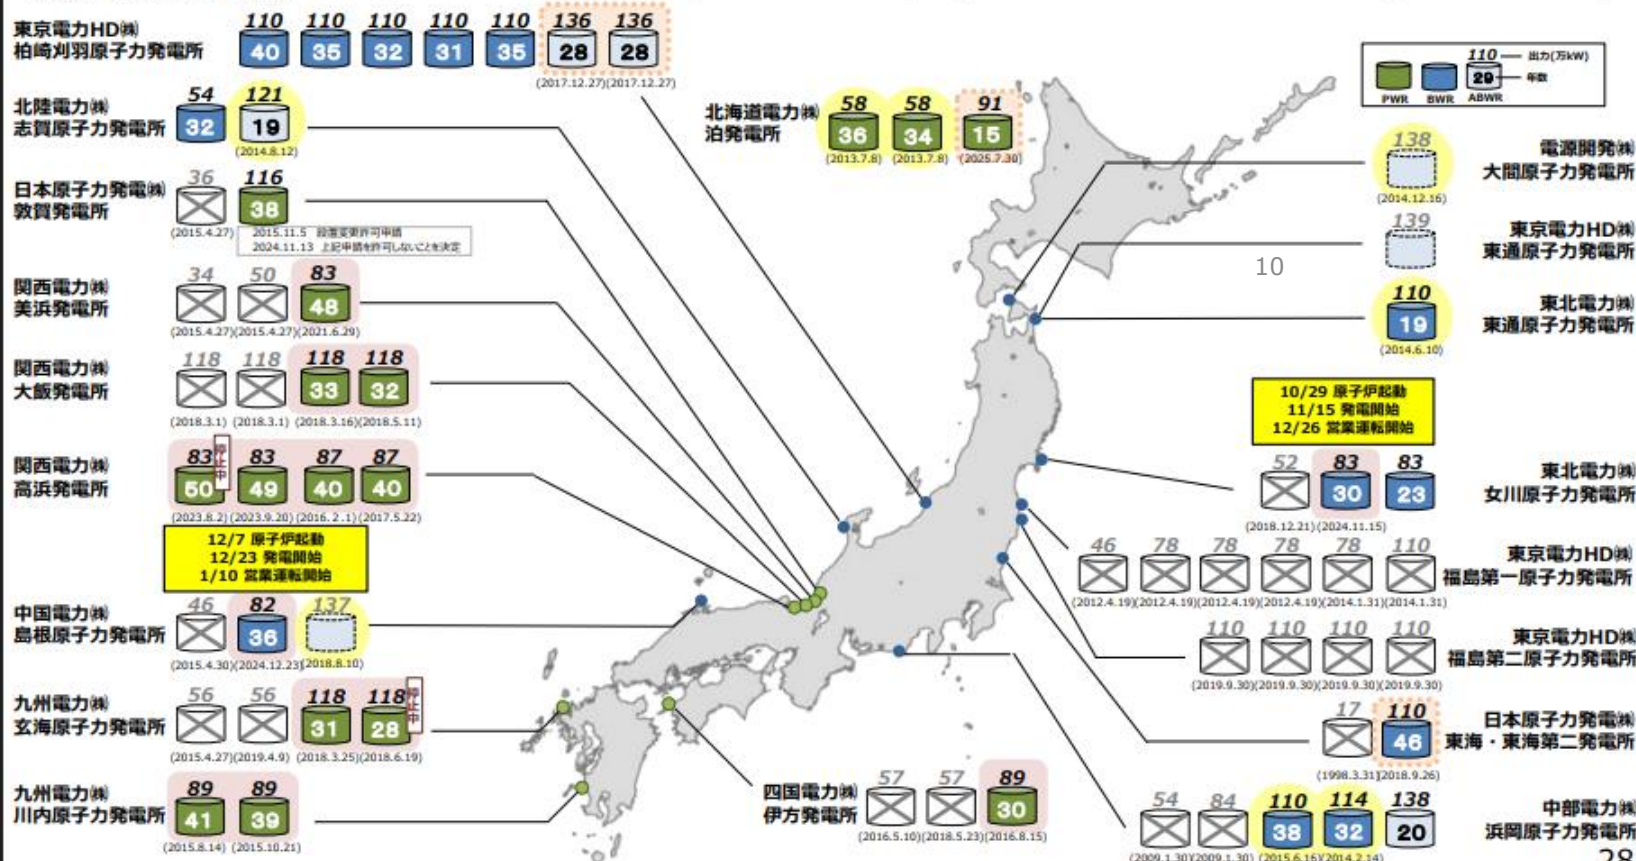 東京電力HD㈱
柏崎刈羽原子力発電所
110 110 110 110 110 136 136
40 35 32 31 35 28 28
(2017.12.27)(2017.12.27)
北陸電力㈱
志賀原子力発電所
54 121
32 19
(2014.8.12)
日本原子力発電㈱
敦賀発電所
36 116
38
(2015.4.27)
2015.11.5 設置変更許可申請
2024.11.13 上記申請を許可しないことを決定
関西電力㈱
美浜発電所
34 50 83
48
(2015.4.27)(2015.4.27)(2021.6.29)
関西電力㈱
大飯発電所
118 118 118 118
33 32
(2018.3.1) (2018.3.1) (2018.3.16)(2018.5.11)
関西電力㈱
高浜発電所
83 83 87 87
停止中
50 49 40 40
(2023.8.2) (2023.9.20) (2016.2.1) (2017.5.22)
12/7 原子炉起動
12/23 発電開始
1/10 営業運転開始
中国電力㈱
島根原子力発電所
46 82 137
36
(2015.4.30)(2024.12.23)(2018.8.10)
九州電力㈱
玄海原子力発電所
56 56 118 118
停止中
31 28
(2015.4.27)(2019.4.9) (2018.3.25)(2018.6.19)
九州電力㈱
川内原子力発電所
89 89
41 39
(2015.8.14) (2015.10.21)
北海道電力㈱
泊発電所
58 58 91
36 34 15
(2013.7.8) (2013.7.8) (2025.7.30)
四国電力㈱
伊方発電所
57 57 89
30
(2016.5.10)(2018.5.23)(2016.8.15)
110 出力(万kW)
29 年数
PWR BWR ABWR
138
電源開発㈱
大間原子力発電所
(2014.12.16)
139
東京電力HD㈱
東通原子力発電所
10
110
19
東北電力㈱
東通原子力発電所
(2014.6.10)
10/29 原子炉起動
11/15 発電開始
12/26 営業運転開始
52 83 83
30 23
東北電力㈱
女川原子力発電所
(2018.12.21) (2024.11.15)
46 78 78 78 78 110
東京電力HD㈱
福島第一原子力発電所
(2012.4.19)(2012.4.19)(2012.4.19)(2012.4.19)(2014.1.31)(2014.1.31)
110 110 110 110
東京電力HD㈱
福島第二原子力発電所
(2019.9.30)(2019.9.30)(2019.9.30)(2019.9.30)
17 110
46
日本原子力発電㈱
東海・東海第二発電所
(1998.3.31)(2018.9.26)
54 84 110 114 138
38 32 20
中部電力㈱
浜岡原子力発電所
(2009.1.30)(2009.1.30) (2015.6.16)(2014.2.14)
28